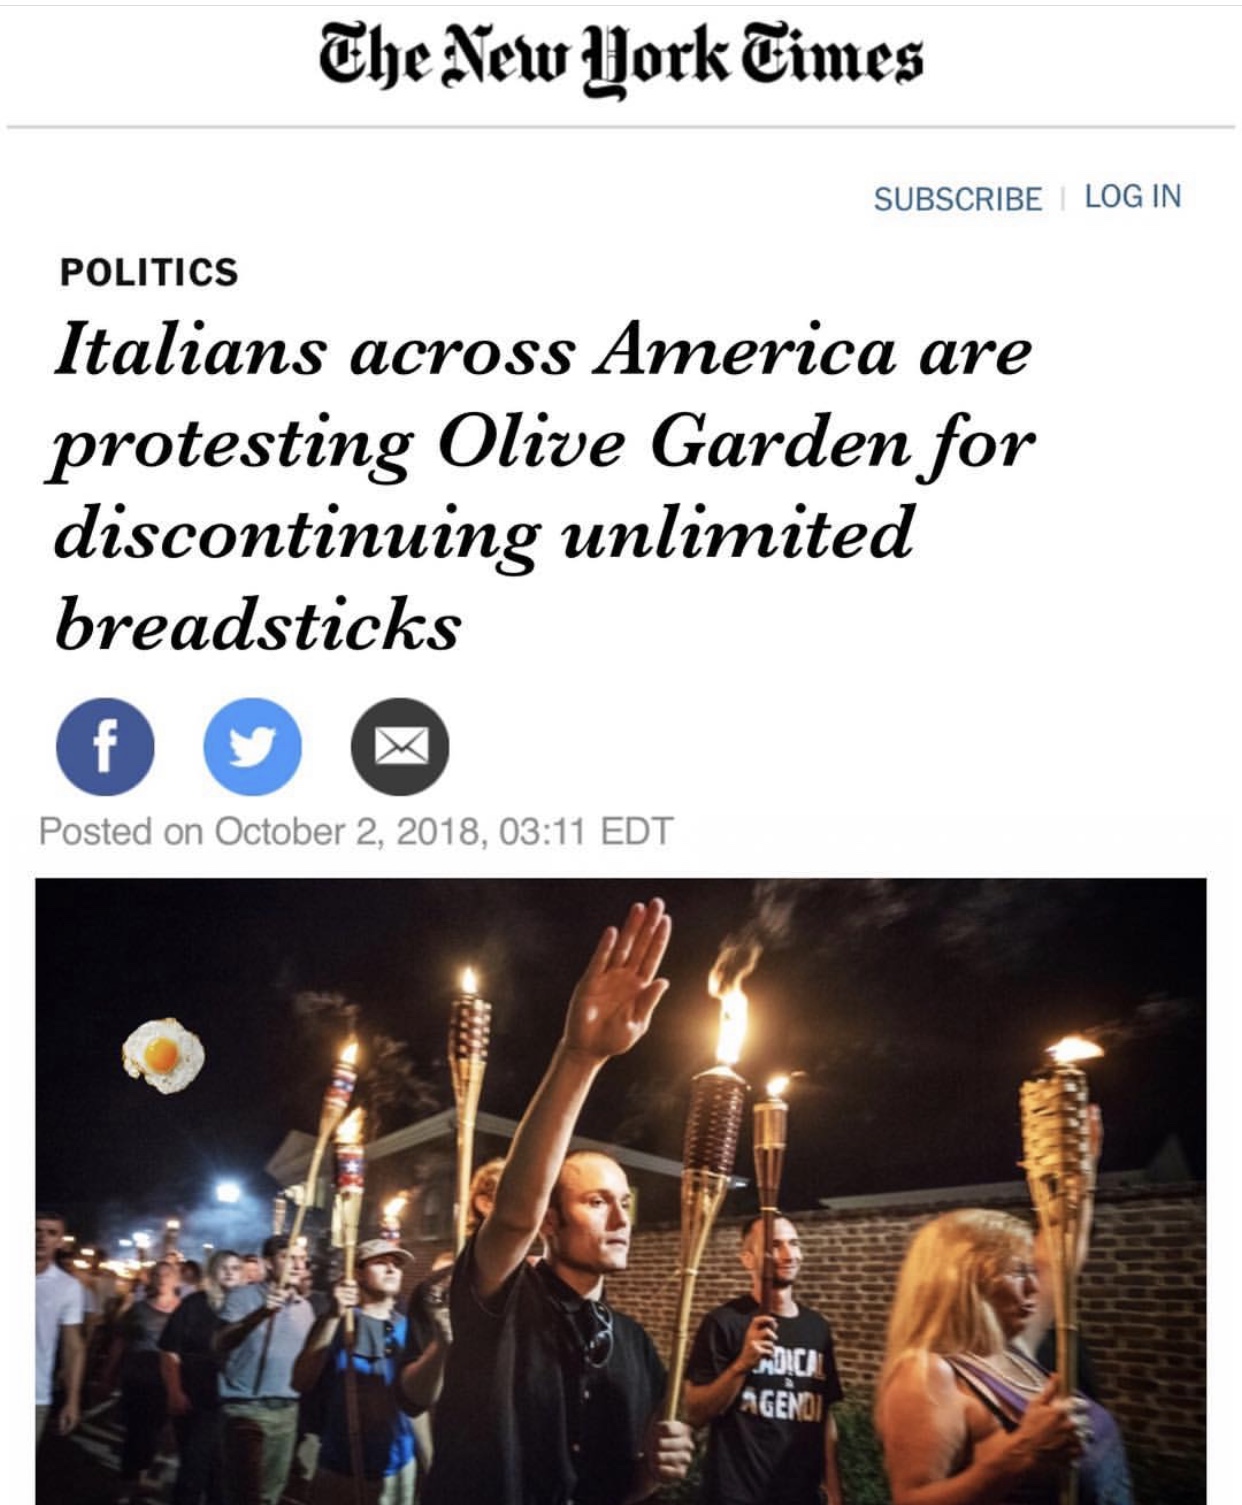 The New York Times
SUBSCRIBE | LOG IN
POLITICS
Italians across America are
protesting Olive Garden for
discontinuing unlimited
breadsticks
f
Posted on October 2, 2018, 03:11 EDT
ADICAL
AGENDA